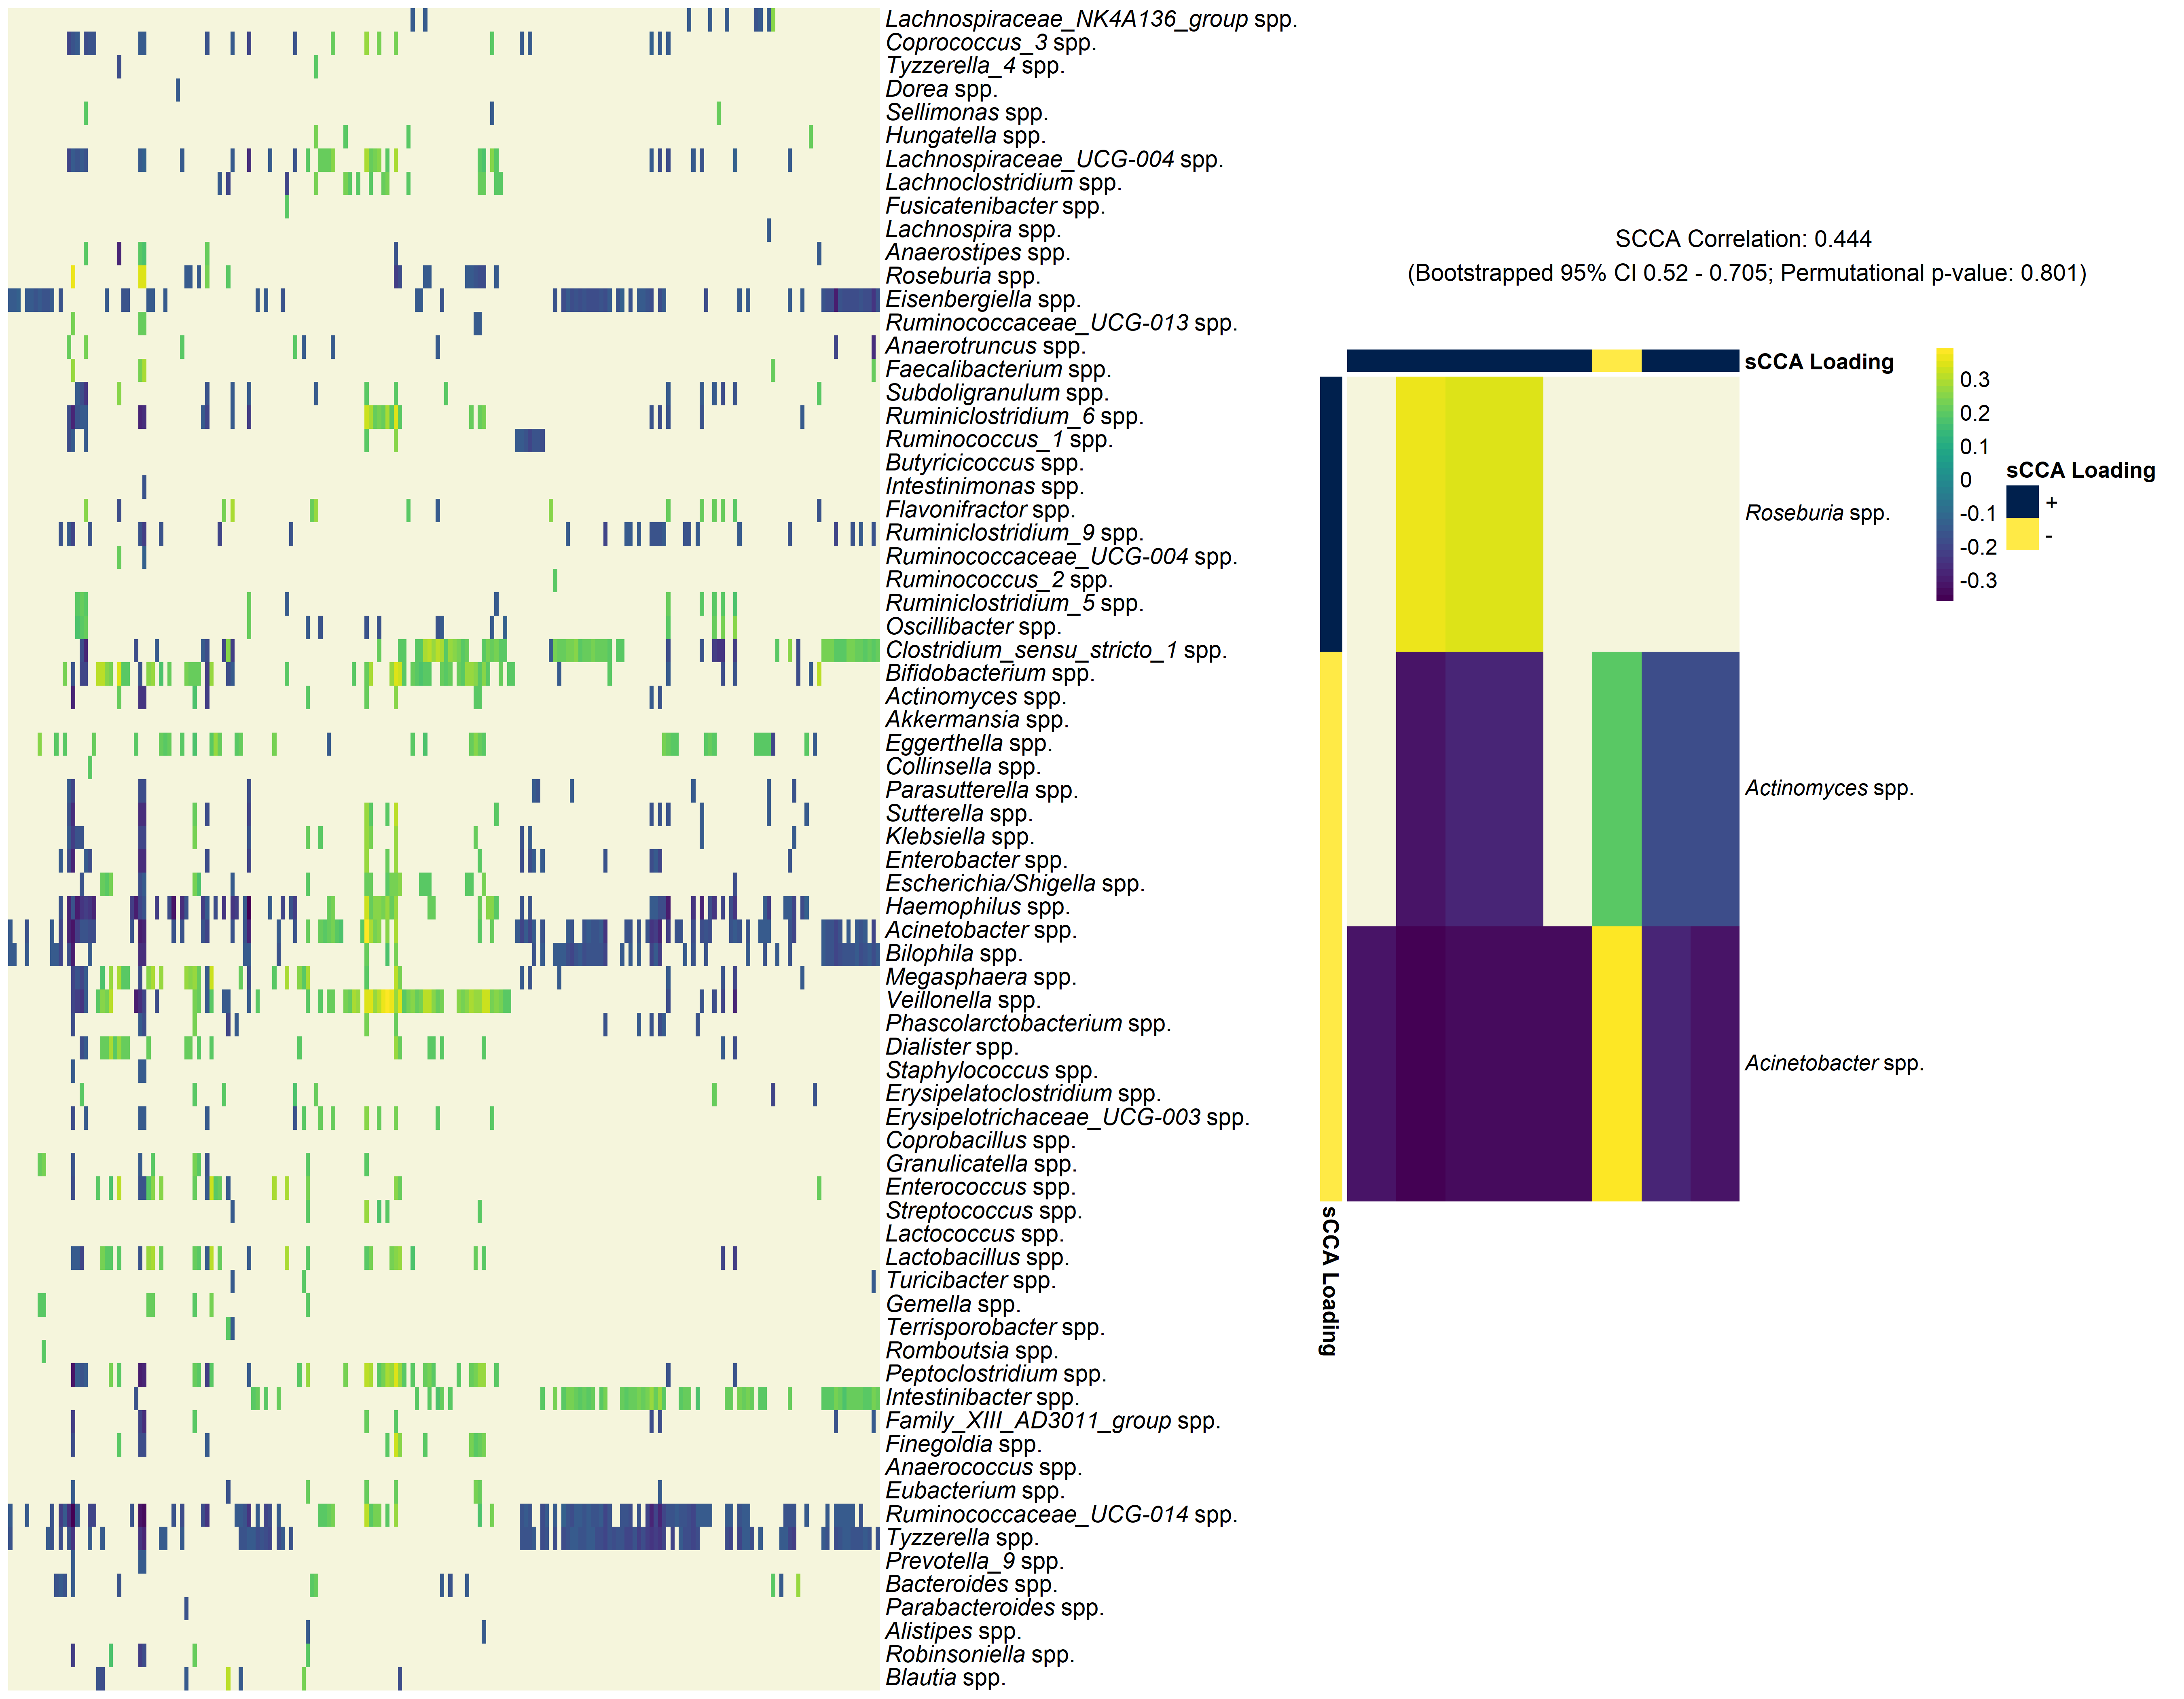 Lachnospiraceae_NK4A136_group spp.
Coprococcus_3 spp.
Tyzzerella_4 spp.
Dorea spp.
Sellimonas spp.
Hungatella spp.
Lachnospiraceae_UCG-004 spp.
Lachnoclostridium spp.
Fusicatenibacter spp.
Lachnospira spp.
Anaerostipes spp.
Roseburia spp.
Eisenbergiella spp.
Ruminococcaceae_UCG-013 spp.
Anaerotruncus spp.
Faecalibacterium spp.
Subdoligranulum spp.
Ruminiclostridium_6 spp.
Ruminococcus_1 spp.
Butyricicoccus spp.
Intestinimonas spp.
Flavonifractor spp.
Ruminiclostridium_9 spp.
Ruminococcaceae_UCG-004 spp.
Ruminococcus_2 spp.
Ruminiclostridium_5 spp.
Oscillibacter spp.
Clostridium_sensu_stricto_1 spp.
Bifidobacterium spp.
Actinomyces spp.
Akkermansia spp.
Eggerthella spp.
Collinsella spp.
Parasutterella spp.
Sutterella spp.
Klebsiella spp.
Enterobacter spp.
Escherichia/Shigella spp.
Haemophilus spp.
Acinetobacter spp.
Bilophila spp.
Megasphaera spp.
Veillonella spp.
Phascolarctobacterium spp.
Dialister spp.
Staphylococcus spp.
Erysipelatoclostridium spp.
Erysipelotrichaceae_UCG-003 spp.
Coprobacillus spp.
Granulicatella spp.
Enterococcus spp.
Streptococcus spp.
Lactococcus spp.
Lactobacillus spp.
Turicibacter spp.
Gemella spp.
Terrisporobacter spp.
Romboutsia spp.
Peptoclostridium spp.
Intestinibacter spp.
Family_XIII_AD3011_group spp.
Finegoldia spp.
Anaerococcus spp.
Eubacterium spp.
Ruminococcaceae_UCG-014 spp.
Tyzzerella spp.
Prevotella_9 spp.
Bacteroides spp.
Parabacteroides spp.
Alistipes spp.
Robinsoniella spp.
Blautia spp.
SCCA Correlation: 0.444
(Bootstrapped 95% CI 0.52 - 0.705; Permutational p-value: 0.801)
sCCA Loading
Roseburia spp.
Actinomyces spp.
Acinetobacter spp.
sCCA Loading
0.3
0.2
0.1
0
-0.1
-0.2
-0.3
sCCA Loading
+
-